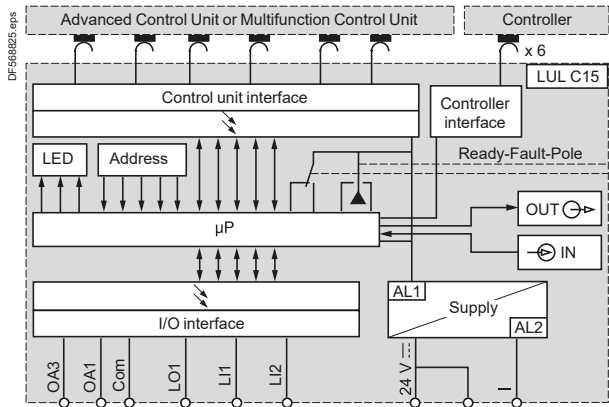 Advanced Control Unit or Multifunction Control Unit
Controller
DF568825.eps
x 6
LUL C15
Control unit interface
Controller
interface
LED
Address
Ready-Fault-Pole
µP
OUT
IN
AL1
Supply
AL2
I/O interface
OA3
OA1
Com
LO1
LI1
LI2
24 V
I